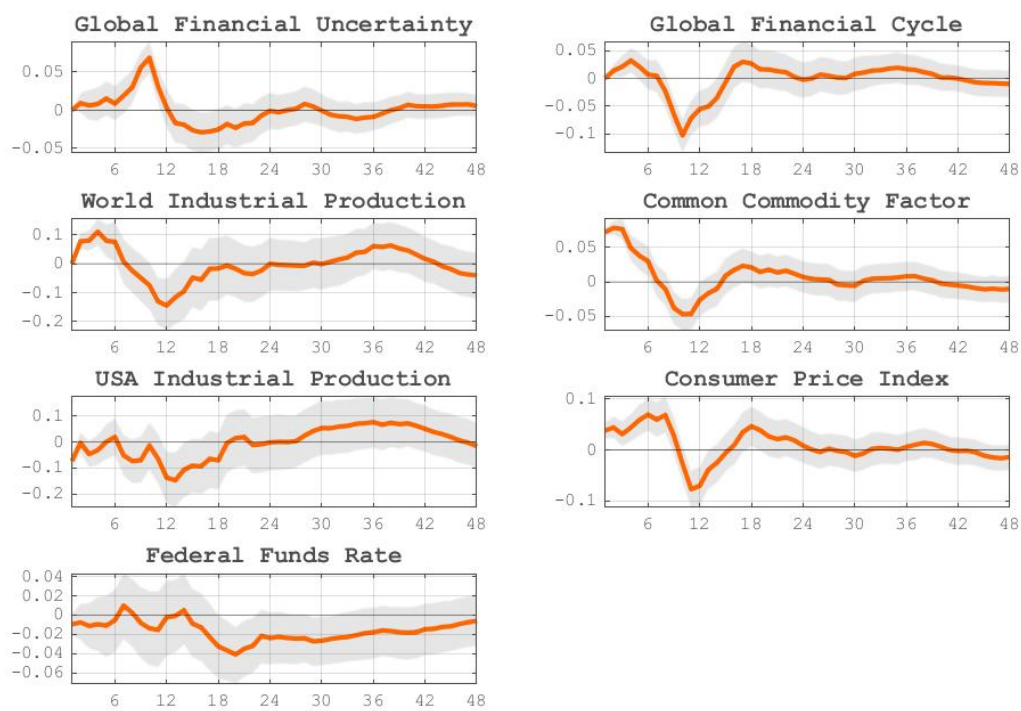 Global Financial Uncertainty
0.05
0
-0.05
6 12 18 24 30 36 42 48
Global Financial Cycle
0.05
0
-0.05
-0.1
6 12 18 24 30 36 42 48
World Industrial Production
0.1
0
-0.1
-0.2
6 12 18 24 30 36 42 48
Common Commodity Factor
0.05
0
-0.05
6 12 18 24 30 36 42 48
USA Industrial Production
0.1
0
-0.1
-0.2
6 12 18 24 30 36 42 48
Consumer Price Index
0.1
0
-0.1
6 12 18 24 30 36 42 48
Federal Funds Rate
0.04
0.02
0
-0.02
-0.04
-0.06
6 12 18 24 30 36 42 48